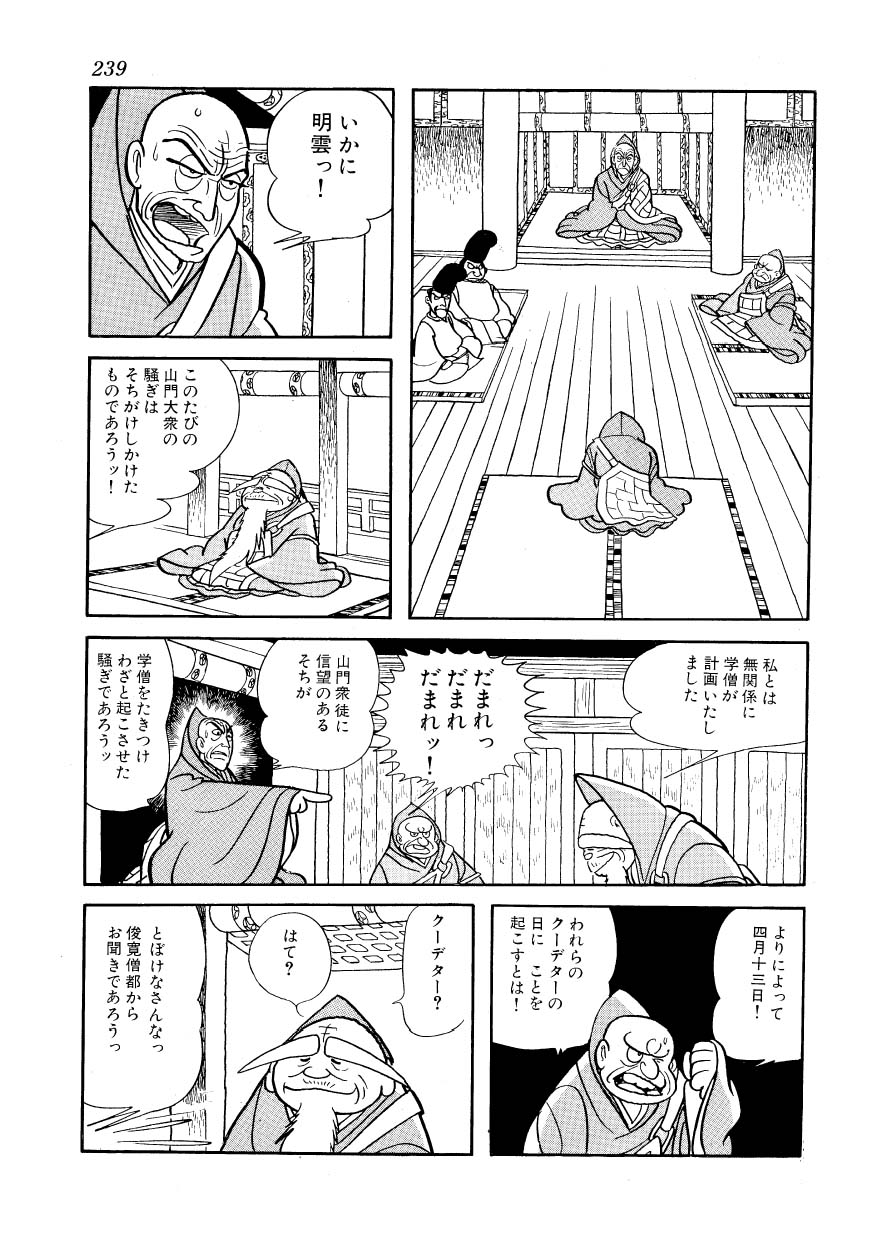 239
いかに
明雲っ!
このたびの
山門大衆の
騒ぎは
そちがけしかけた
ものであろうッ!
私とは
無関係に
学僧が
計画いたし
ました
だまれっ
だまれ
だまれッ!
山門衆徒に
信望のある
そちが
学僧をたきつけ
わざと起こさせた
騒ぎであろうッ
よりによって
四月十三日!
われらの
クーデターの
日に ことを
起こすとは!
クーデター?
はて?
とぼけなさんなっ
俊寛僧都から
お聞きであろうっ